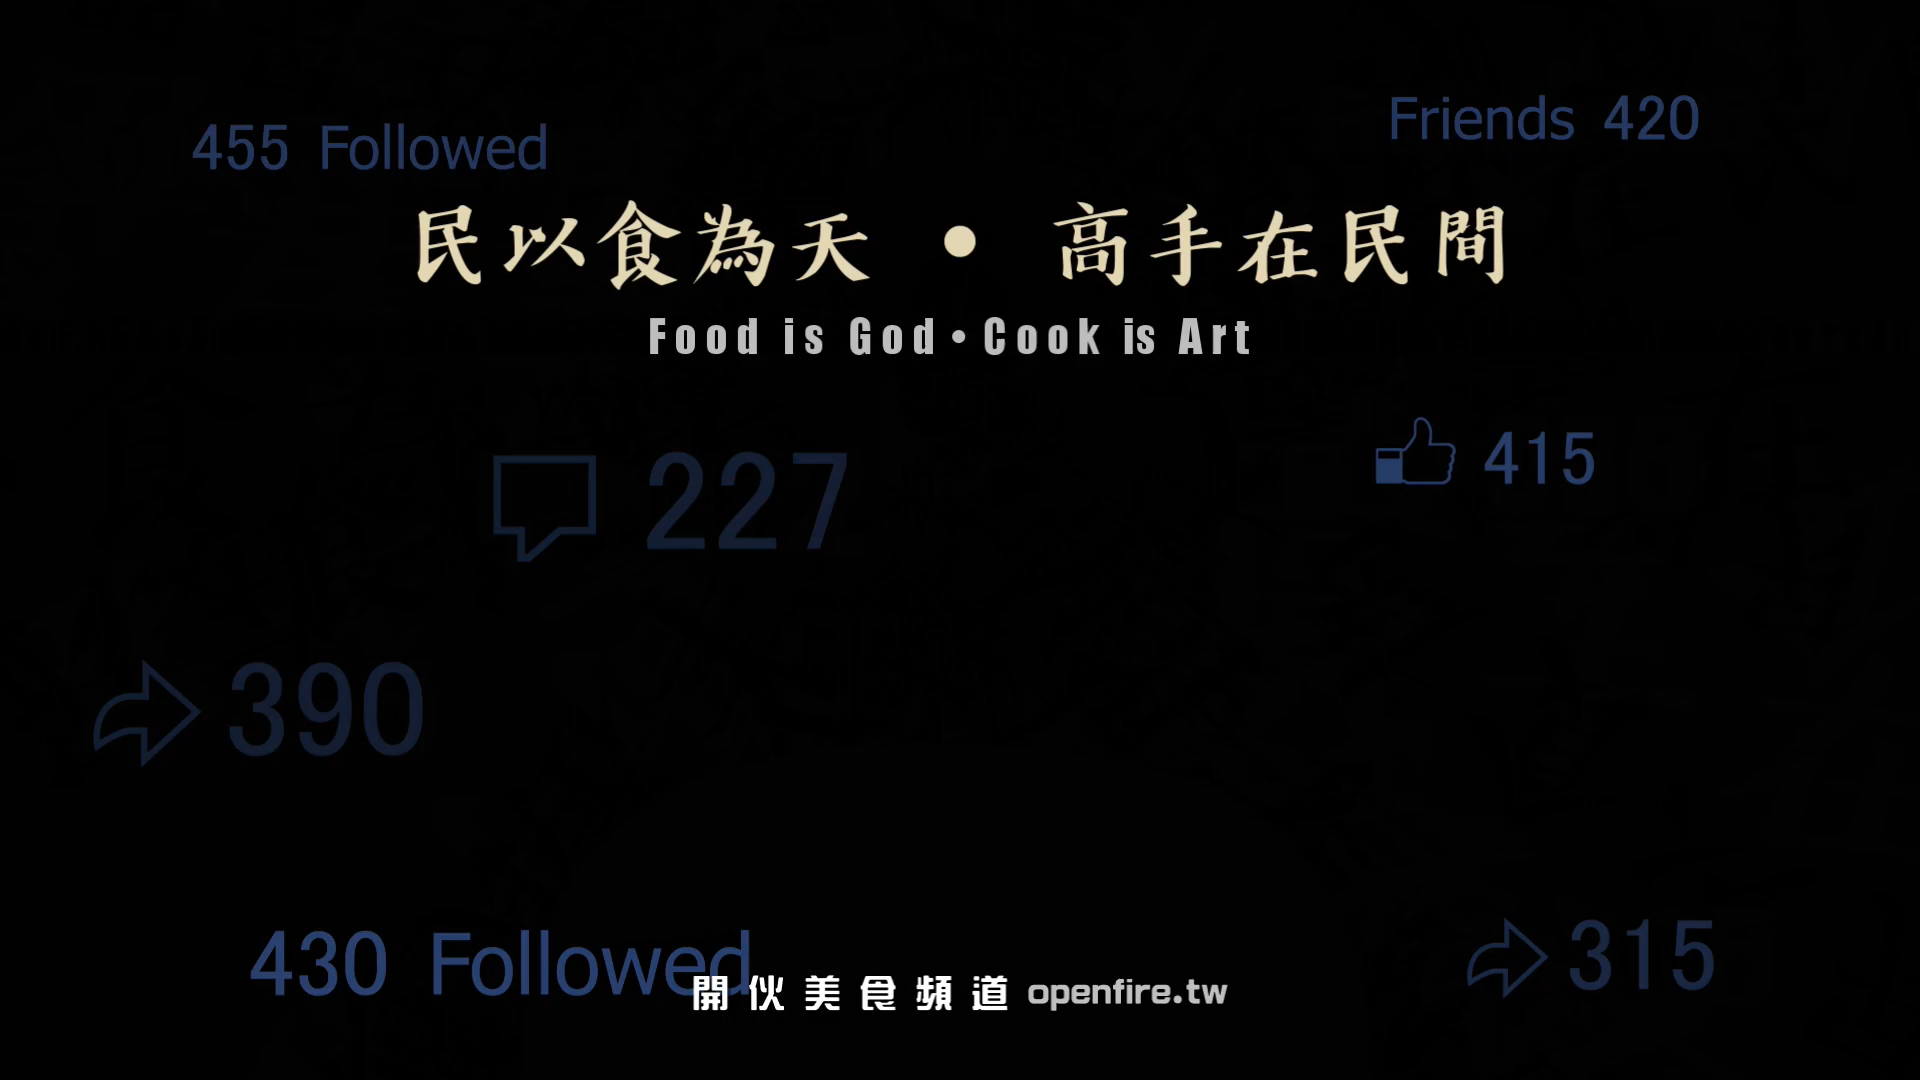 Friends 420
455 Followed
民以食為天 • 高手在民間
Food is God • Cook is Art
415
227
390
430 Followed
315
開伙美食頻道 openfire.tw